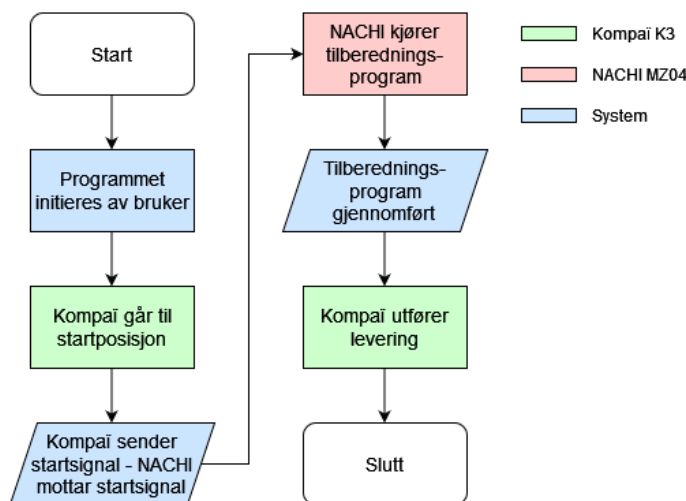 Start
Programmet
initieres av bruker
Kompaï går til
startposisjon
Kompaï sender
startsignal - NACHI
mottar startsignal
NACHI kjører
tilberednings-
program
Tilberednings-
program
gjennomført
Kompaï utfører
levering
Slutt
Kompaï K3
NACHI MZ04
System